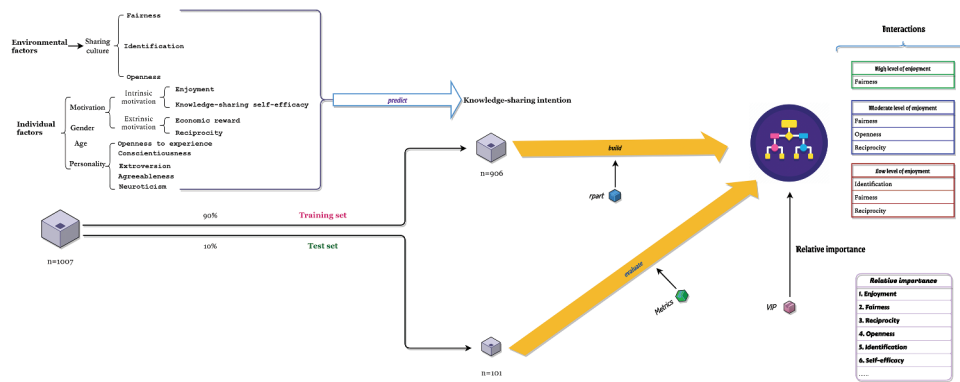 Environmental
factors
Sharing
culture
Fairness
Identification
Openness
Individual
factors
Motivation
Gender
Age
Personality
Intrinsic
motivation
Extrinsic
motivation
Enjoyment
Knowledge-sharing self-efficacy
Economic reward
Reciprocity
Openness to experience
Conscientiousness
Extroversion
Agreeableness
Neuroticism
predict
Knowledge-sharing intention
n=1007
90%
Training set
10%
Test set
n=906
build
rpart
n=101
evaluate
Metrics
Relative importance
VIP
Interactions
High level of enjoyment
Fairness
Moderate level of enjoyment
Fairness
Openness
Reciprocity
Low level of enjoyment
Identification
Fairness
Reciprocity
Relative importance
1. Enjoyment
2. Fairness
3. Reciprocity
4. Openness
5. Identification
6. Self-efficacy
......